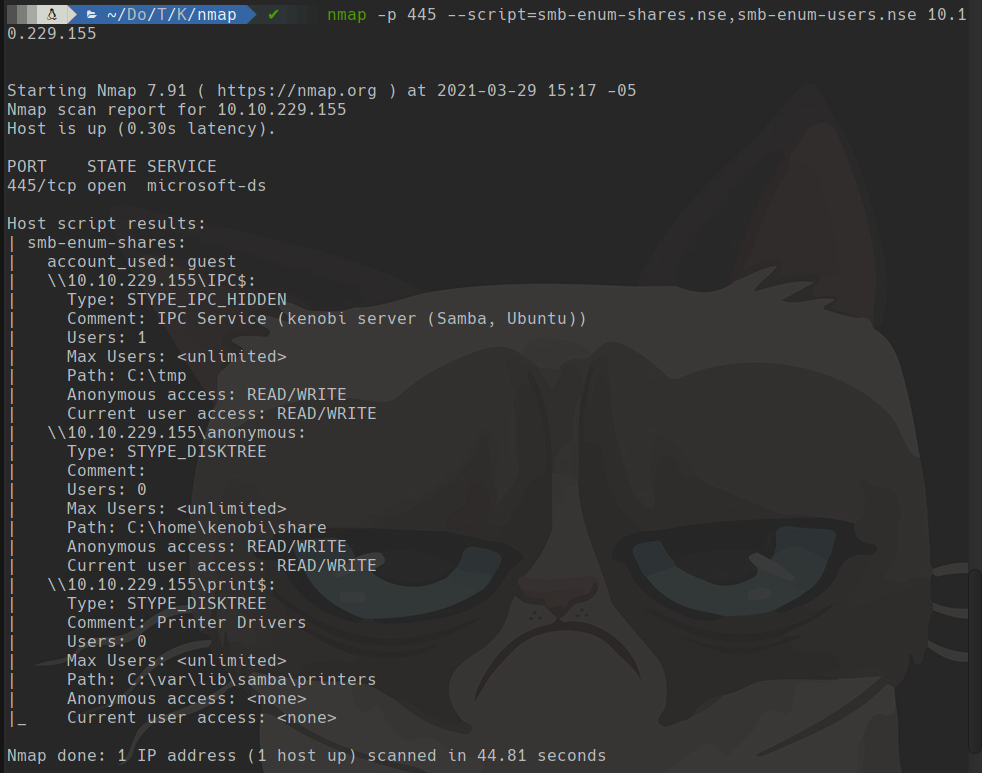 ~/Do/T/K/nmap ✔ nmap -p 445 --script=smb-enum-shares.nse,smb-enum-users.nse 10.1
0.229.155
Starting Nmap 7.91 ( https://nmap.org ) at 2021-03-29 15:17 -05
Nmap scan report for 10.10.229.155
Host is up (0.30s latency).
PORT    STATE SERVICE
445/tcp open  microsoft-ds
Host script results:
| smb-enum-shares:
|   account_used: guest
|   \\10.10.229.155\IPC$:
|     Type: STYPE_IPC_HIDDEN
|     Comment: IPC Service (kenobi server (Samba, Ubuntu))
|     Users: 1
|     Max Users: <unlimited>
|     Path: C:\tmp
|     Anonymous access: READ/WRITE
|     Current user access: READ/WRITE
|   \\10.10.229.155\anonymous:
|     Type: STYPE_DISKTREE
|     Comment:
|     Users: 0
|     Max Users: <unlimited>
|     Path: C:\home\kenobi\share
|     Anonymous access: READ/WRITE
|     Current user access: READ/WRITE
|   \\10.10.229.155\print$:
|     Type: STYPE_DISKTREE
|     Comment: Printer Drivers
|     Users: 0
|     Max Users: <unlimited>
|     Path: C:\var\lib\samba\printers
|     Anonymous access: <none>
|_    Current user access: <none>
Nmap done: 1 IP address (1 host up) scanned in 44.81 seconds